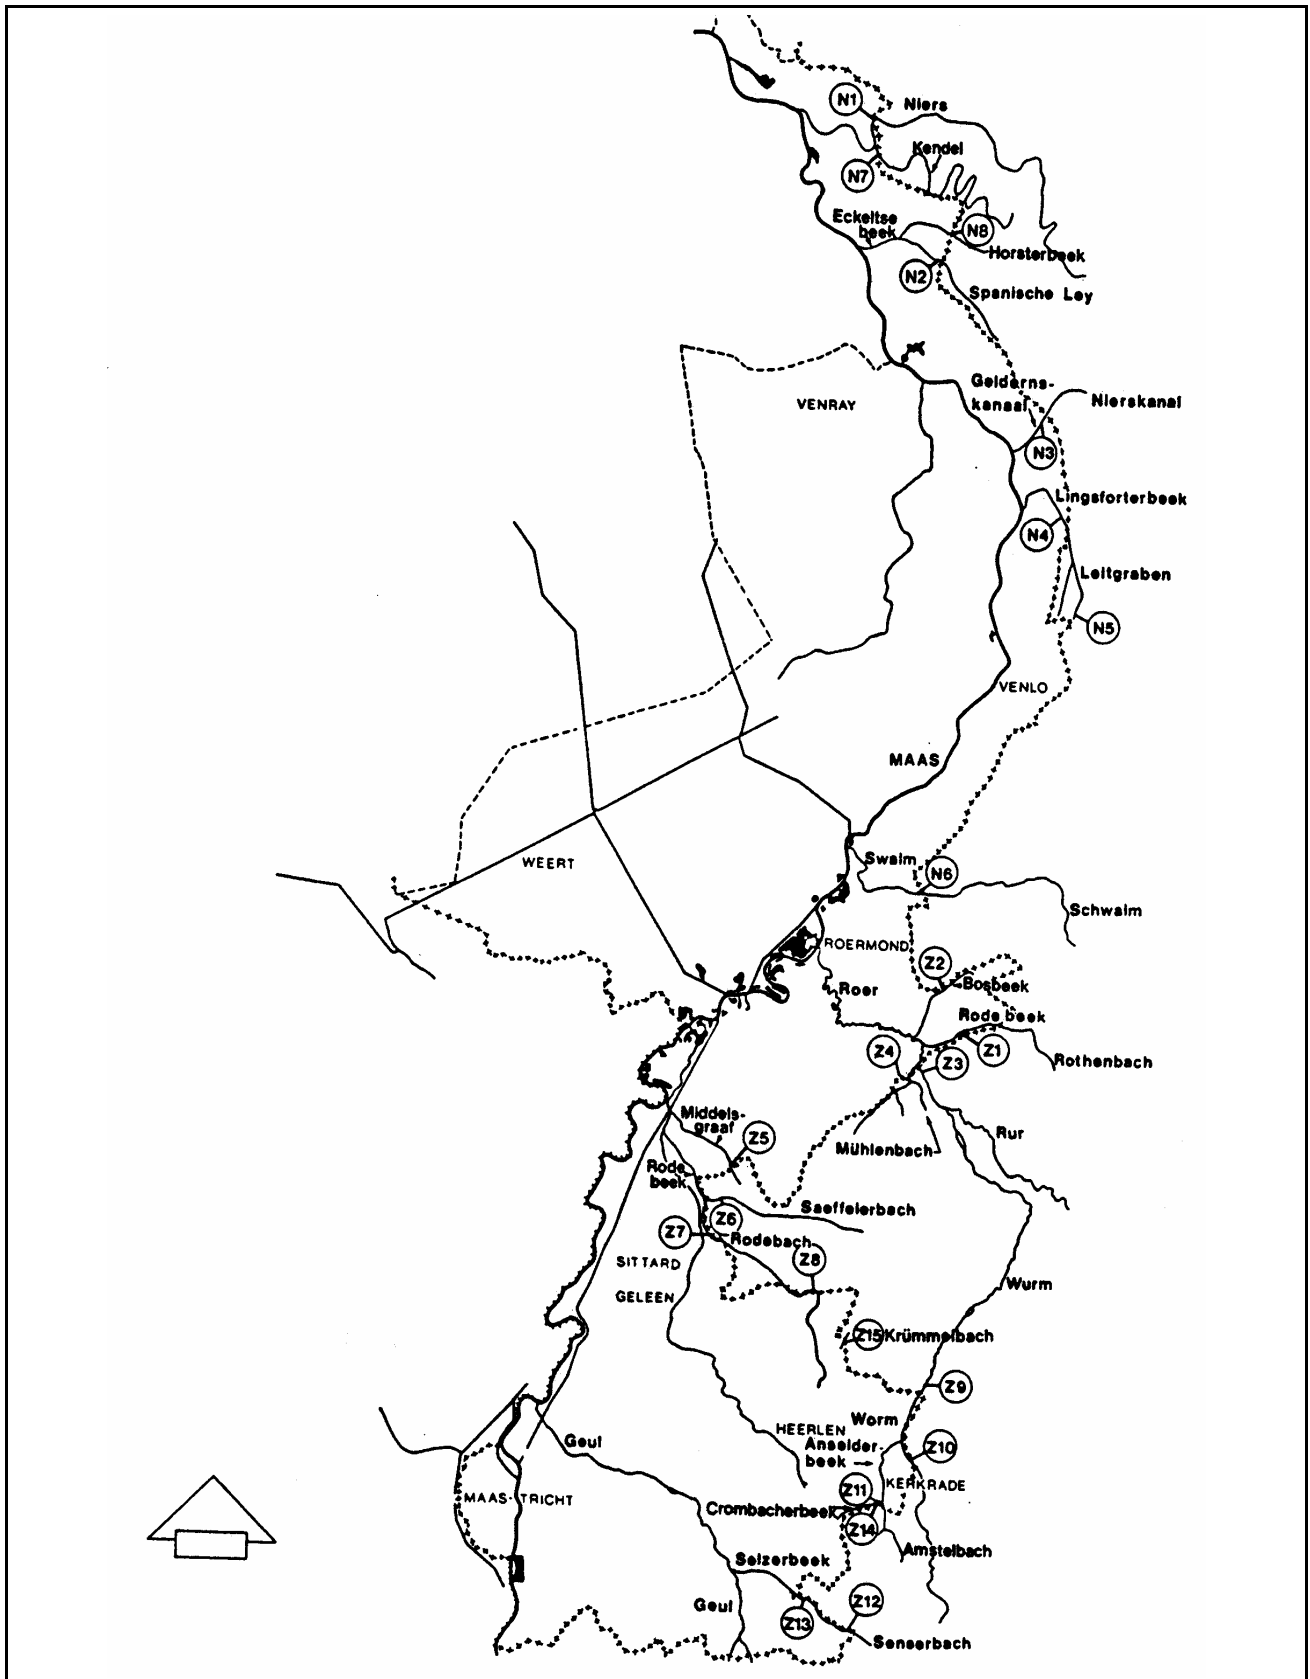 N1
Niers
Kendel
N7
Eckeltse
beek
N8
Horsterbeek
N2
Spanische Ley
Gelderns-
kanaal
Nierskanal
VENRAY
N3
Lingsforterbeek
N4
Leitgraben
N5
VENLO
MAAS
Swalm
WEERT
N6
Schwalm
ROERMOND
Z2
Bosbeek
Roer
Rode beek
Z4
Z3
Z1
Rothenbach
Middels-
graaf
Z5
Rur
Mühlenbach
Rode
beek
Saeffelerbach
Z6
Z7
Rodebach
Z8
SITTARD
GELEEN
Wurm
Z15
Krümmelbach
Z9
Worm
HEERLEN
Anselder-
beek
Z10
Geul
KERKRADE
Z11
MAAS-TRICHT
Crombacherbeek
Z14
Amstelbach
Selzerbeek
Z12
Geul
Z13
Senserbach